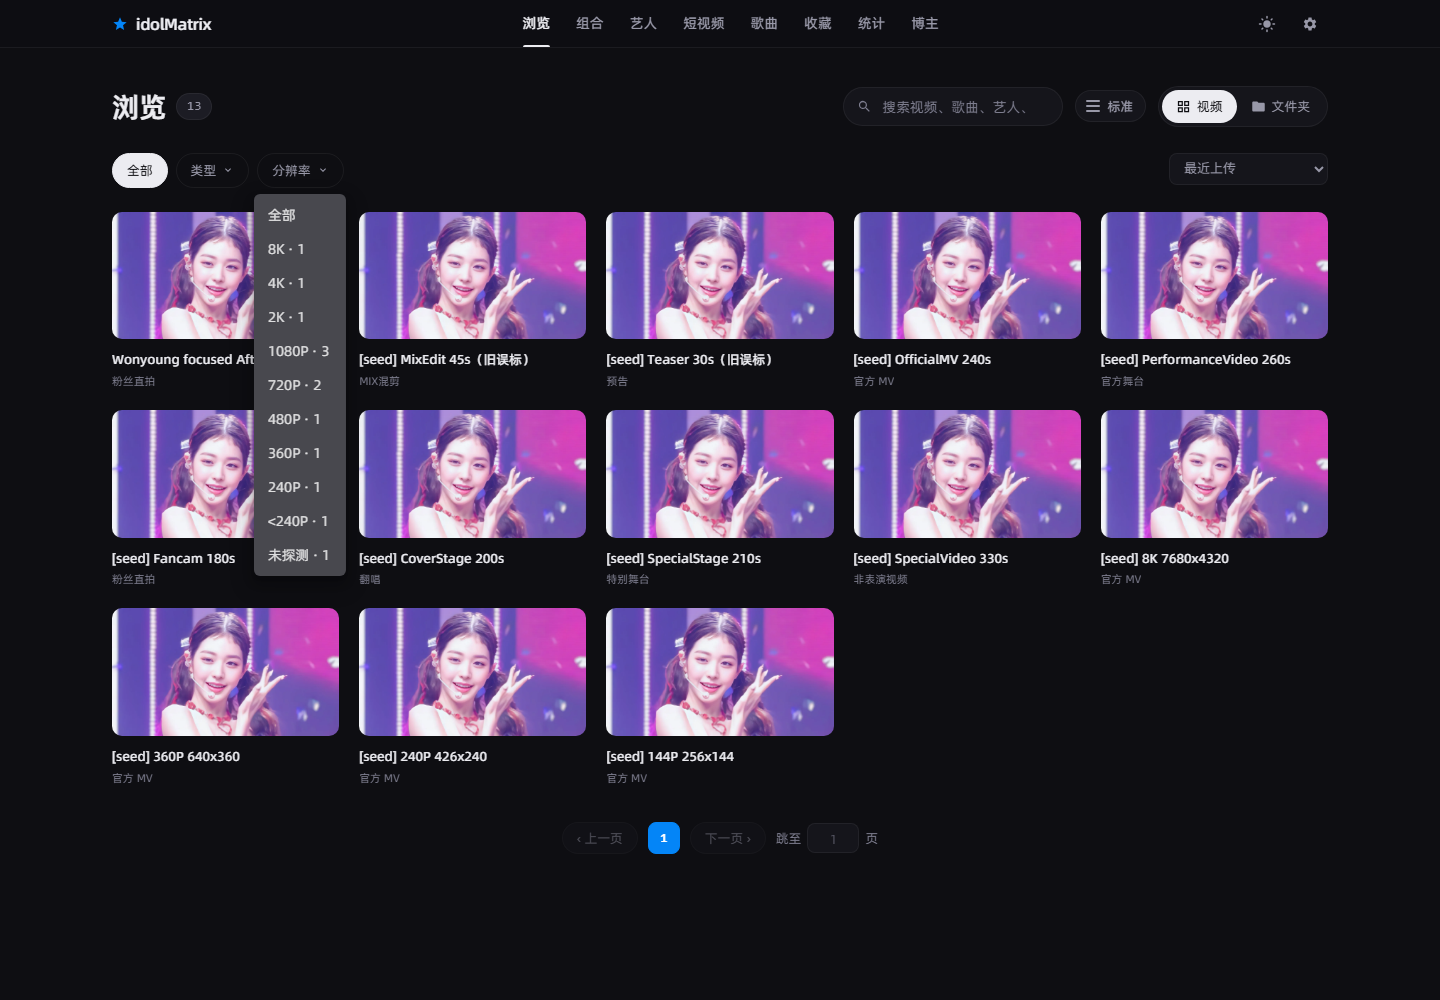 idolMatrix
浏览 组合 艺人 短视频 歌曲 收藏 统计 博主
浏览 13
搜索视频、歌曲、艺人、
标准
视频
文件夹
全部
类型
分辨率
最近上传
全部
8K · 1
4K · 1
2K · 1
1080P · 3
720P · 2
480P · 1
360P · 1
240P · 1
<240P · 1
未探测 · 1
Wonyoung focused Aft
粉丝直拍
[seed] MixEdit 45s（旧误标）
MIX混剪
[seed] Teaser 30s（旧误标）
预告
[seed] OfficialMV 240s
官方 MV
[seed] PerformanceVideo 260s
官方舞台
[seed] Fancam 180s
粉丝直拍
[seed] CoverStage 200s
翻唱
[seed] SpecialStage 210s
特别舞台
[seed] SpecialVideo 330s
非表演视频
[seed] 8K 7680x4320
官方 MV
[seed] 360P 640x360
官方 MV
[seed] 240P 426x240
官方 MV
[seed] 144P 256x144
官方 MV
‹ 上一页 1 下一页 › 跳至 1 页